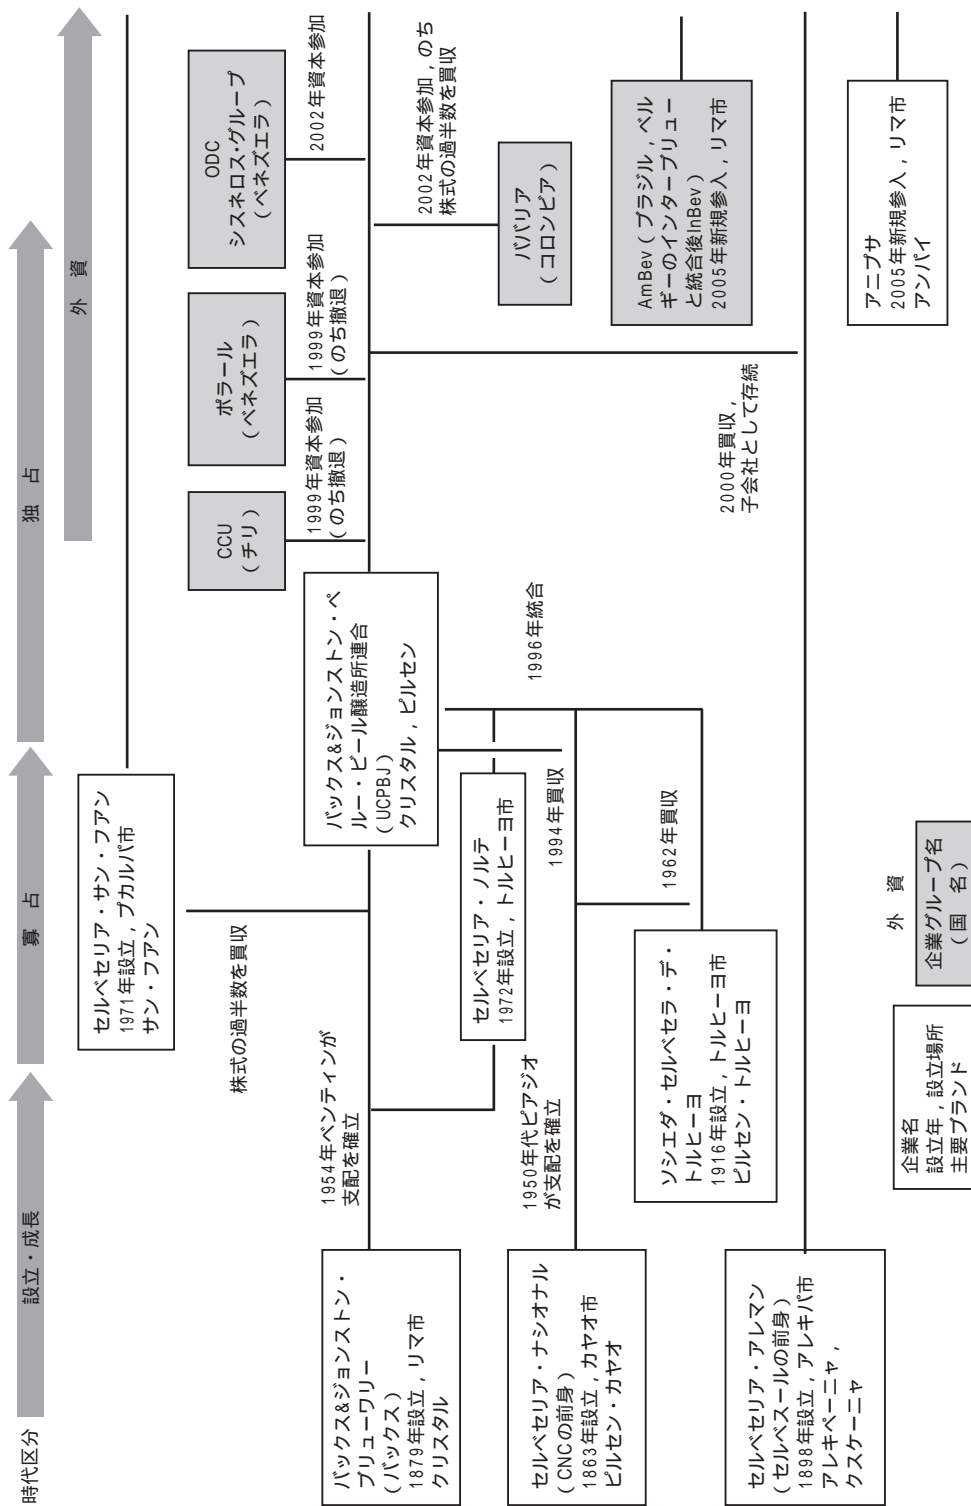 時代区分
設立・成長
寡 占
独 占
外 資
セルベセリア・サン・フアン
1971年設立，プカルパ市
サン・フアン
株式の過半数を買収
CCU
(チリ)
1999年資本参加
(のち撤退)
ポラール
(ベネズエラ)
1999年資本参加
(のち撤退)
ODC
シスネロス・グループ
(ベネズエラ)
2002年資本参加
バックス&ジョンストン・
ブリューワリー
(バックス)
1879年設立，リマ市
クリスタル
1954年ベンティンが
支配を確立
バックス&ジョンストン・ペ
ルー・ビール醸造所連合
(UCPBJ)
クリスタル，ピルセン
2002年資本参加，のち
株式の過半数を買収
ババリア
(コロンビア)
セルベセリア・ノルテ
1972年設立，トルヒーヨ市
1994年買収
1996年統合
セルベセリア・ナシオナル
(CNCの前身)
1863年設立，カヤオ市
ピルセン・カヤオ
1950年代ピアジオ
が支配を確立
1962年買収
ソシエダ・セルベセラ・デ・
トルヒーヨ
1916年設立，トルヒーヨ市
ピルセン・トルヒーヨ
AmBev(ブラジル，ベル
ギーのインターブリュー
と統合後InBev)
2005年新規参入，リマ市
セルベセリア・アレマン
(セルベスールの前身)
1898年設立，アレキパ市
アレキペーニャ，
クスケーニャ
2000年買収，
子会社として存続
アニプサ
2005年新規参入，リマ市
アンパイ
企業名
設立年，設立場所
主要ブランド
外 資
企業グループ名
(国 名)